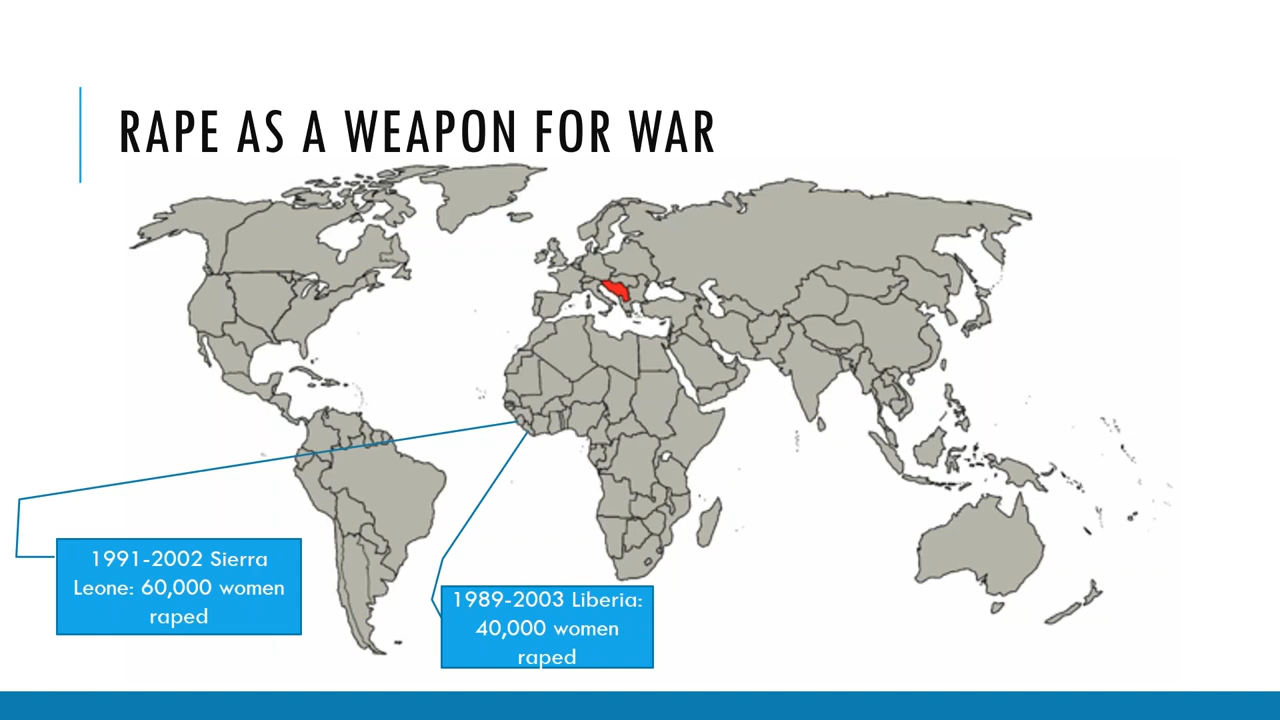 RAPE AS A WEAPON FOR WAR
1991-2002 Sierra
Leone: 60,000 women
raped
1989-2003 Liberia:
40,000 women
raped